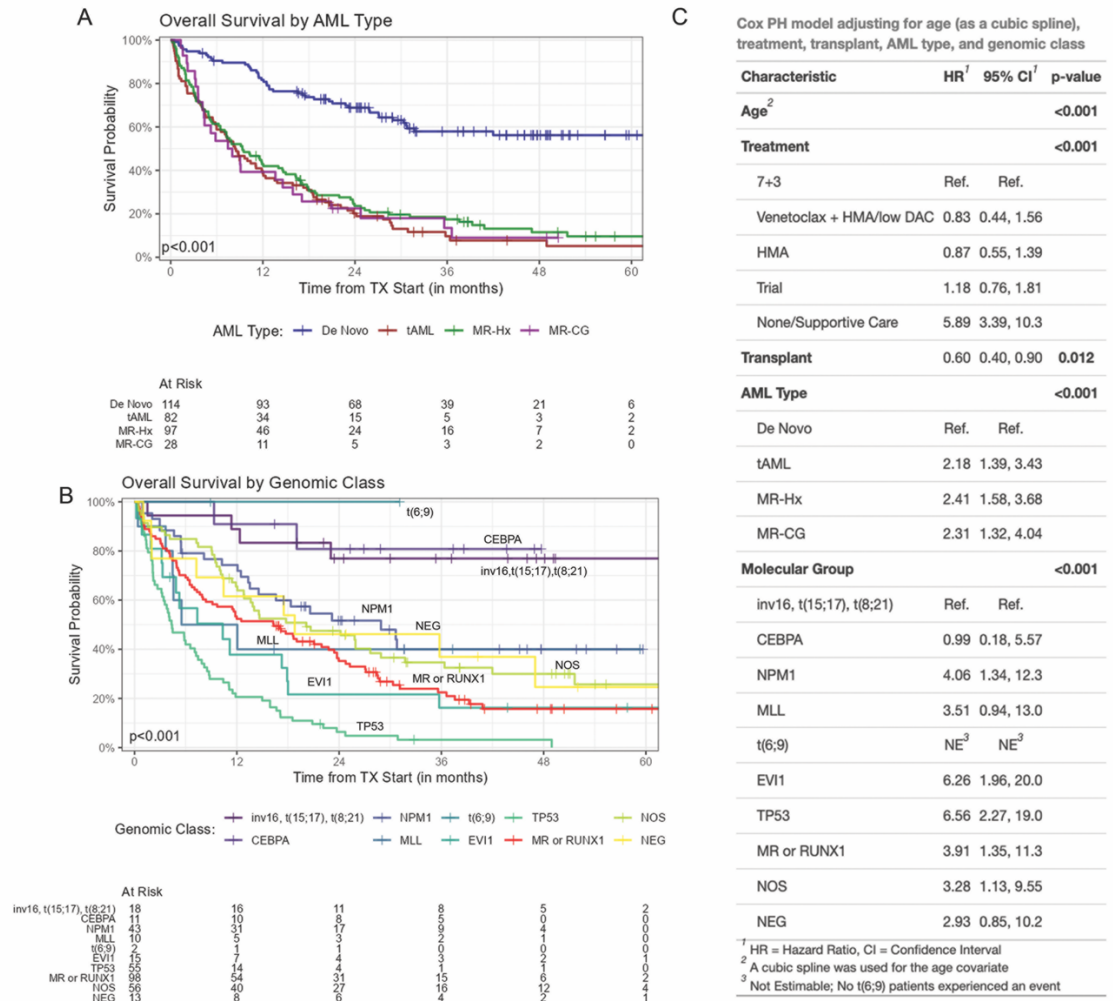 A
Overall Survival by AML Type
100%
80%
60%
40%
20%
0%
Survival Probability
p<0.001
0 12 24 36 48 60
Time from TX Start (in months)
AML Type: De Novo tAML MR-Hx MR-CG
At Risk
De Novo 114 93 68 39 21 6
tAML 82 34 15 5 3 2
MR-Hx 97 46 24 16 7 2
MR-CG 28 11 5 3 2 0
B
Overall Survival by Genomic Class
100%
80%
60%
40%
20%
0%
Survival Probability
t(6;9)
CEBPA
inv16,t(15;17),t(8;21)
NPM1
NEG
MLL
NOS
EVI1
MR or RUNX1
TP53
p<0.001
0 12 24 36 48 60
Time from TX Start (in months)
Genomic Class:
inv16, t(15;17), t(8;21) NPM1 t(6;9) TP53 NOS
CEBPA MLL EVI1 MR or RUNX1 NEG
At Risk
inv16, t(15;17), t(8;21) 18 16 11 8 5 2
CEBPA 11 10 8 5 0 0
NPM1 43 31 17 9 4 0
MLL 10 5 3 2 1 0
t(6;9) 2 1 1 0 0 0
EVI1 15 7 4 3 2 1
TP53 55 14 4 1 1 0
MR or RUNX1 98 54 31 15 6 2
NOS 56 40 27 16 12 4
NEG 13 8 6 4 2 1
C
Cox PH model adjusting for age (as a cubic spline),
treatment, transplant, AML type, and genomic class
Characteristic HR¹ 95% CI¹ p-value
Age² <0.001
Treatment <0.001
7+3 Ref. Ref.
Venetoclax + HMA/low DAC 0.83 0.44, 1.56
HMA 0.87 0.55, 1.39
Trial 1.18 0.76, 1.81
None/Supportive Care 5.89 3.39, 10.3
Transplant 0.60 0.40, 0.90 0.012
AML Type <0.001
De Novo Ref. Ref.
tAML 2.18 1.39, 3.43
MR-Hx 2.41 1.58, 3.68
MR-CG 2.31 1.32, 4.04
Molecular Group <0.001
inv16, t(15;17), t(8;21) Ref. Ref.
CEBPA 0.99 0.18, 5.57
NPM1 4.06 1.34, 12.3
MLL 3.51 0.94, 13.0
t(6;9) NE³ NE³
EVI1 6.26 1.96, 20.0
TP53 6.56 2.27, 19.0
MR or RUNX1 3.91 1.35, 11.3
NOS 3.28 1.13, 9.55
NEG 2.93 0.85, 10.2
¹ HR = Hazard Ratio, CI = Confidence Interval
² A cubic spline was used for the age covariate
³ Not Estimable; No t(6;9) patients experienced an event